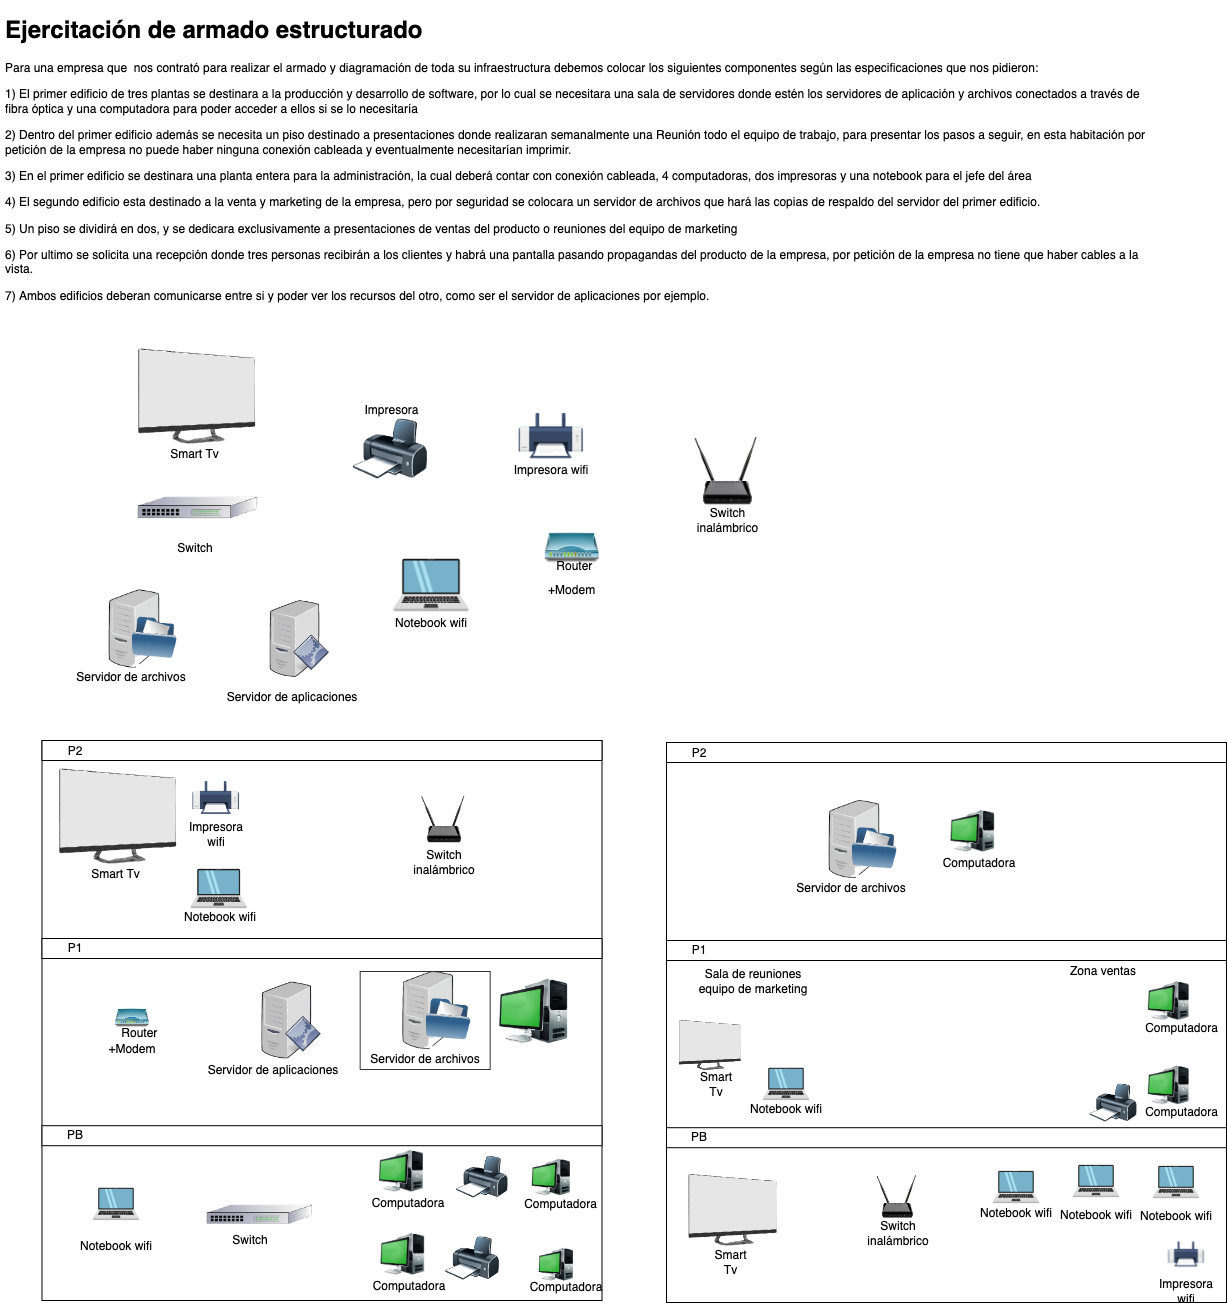 Ejercitación de armado estructurado
Para una empresa que  nos contrató para realizar el armado y diagramación de toda su infraestructura debemos colocar los siguientes componentes según las especificaciones que nos pidieron:
1) El primer edificio de tres plantas se destinara a la producción y desarrollo de software, por lo cual se necesitara una sala de servidores donde estén los servidores de aplicación y archivos conectados a través de
fibra óptica y una computadora para poder acceder a ellos si se lo necesitaría
2) Dentro del primer edificio además se necesita un piso destinado a presentaciones donde realizaran semanalmente una Reunión todo el equipo de trabajo, para presentar los pasos a seguir, en esta habitación por
petición de la empresa no puede haber ninguna conexión cableada y eventualmente necesitarían imprimir.
3) En el primer edificio se destinara una planta entera para la administración, la cual deberá contar con conexión cableada, 4 computadoras, dos impresoras y una notebook para el jefe del área
4) El segundo edificio esta destinado a la venta y marketing de la empresa, pero por seguridad se colocara un servidor de archivos que hará las copias de respaldo del servidor del primer edificio.
5) Un piso se dividirá en dos, y se dedicara exclusivamente a presentaciones de ventas del producto o reuniones del equipo de marketing
6) Por ultimo se solicita una recepción donde tres personas recibirán a los clientes y habrá una pantalla pasando propagandas del producto de la empresa, por petición de la empresa no tiene que haber cables a la
vista.
7) Ambos edificios deberan comunicarse entre si y poder ver los recursos del otro, como ser el servidor de aplicaciones por ejemplo.
Smart Tv
Impresora
Impresora wifi
Switch
inalámbrico
Switch
Router
+Modem
Notebook wifi
Servidor de archivos
Servidor de aplicaciones
P2
Impresora
wifi
Smart Tv
Switch
inalámbrico
Notebook wifi
P1
Router
+Modem
Servidor de aplicaciones
Servidor de archivos
PB
Notebook wifi
Switch
Computadora
Computadora
Computadora
Computadora
P2
Servidor de archivos
Computadora
P1
Sala de reuniones
equipo de marketing
Zona ventas
Computadora
Smart
Tv
Notebook wifi
Computadora
PB
Smart
Tv
Switch
inalámbrico
Notebook wifi
Notebook wifi
Notebook wifi
Impresora
wifi